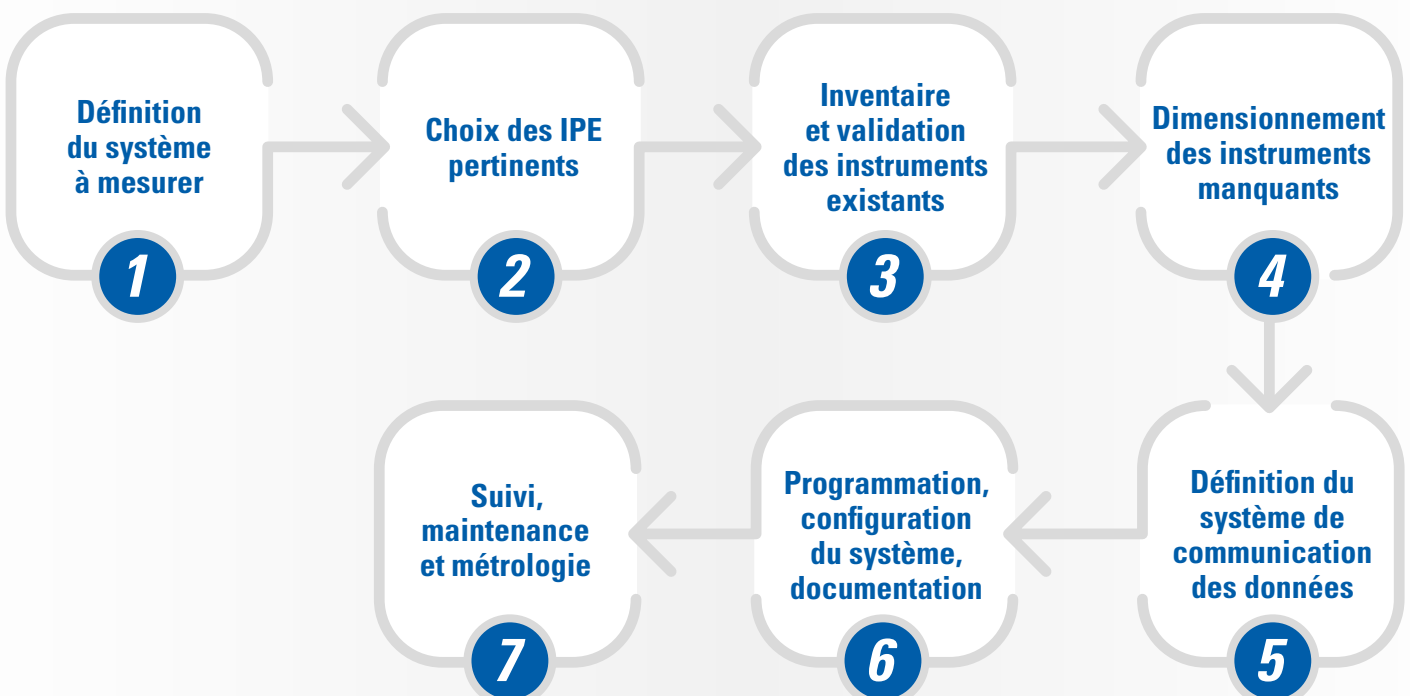 Définition
du système
à mesurer
1
Choix des IPE
pertinents
2
Inventaire
et validation
des instruments
existants
3
Dimensionnement
des instruments
manquants
4
Définition du
système de
communication
des données
5
Programmation,
configuration
du système,
documentation
6
Suivi,
maintenance
et métrologie
7